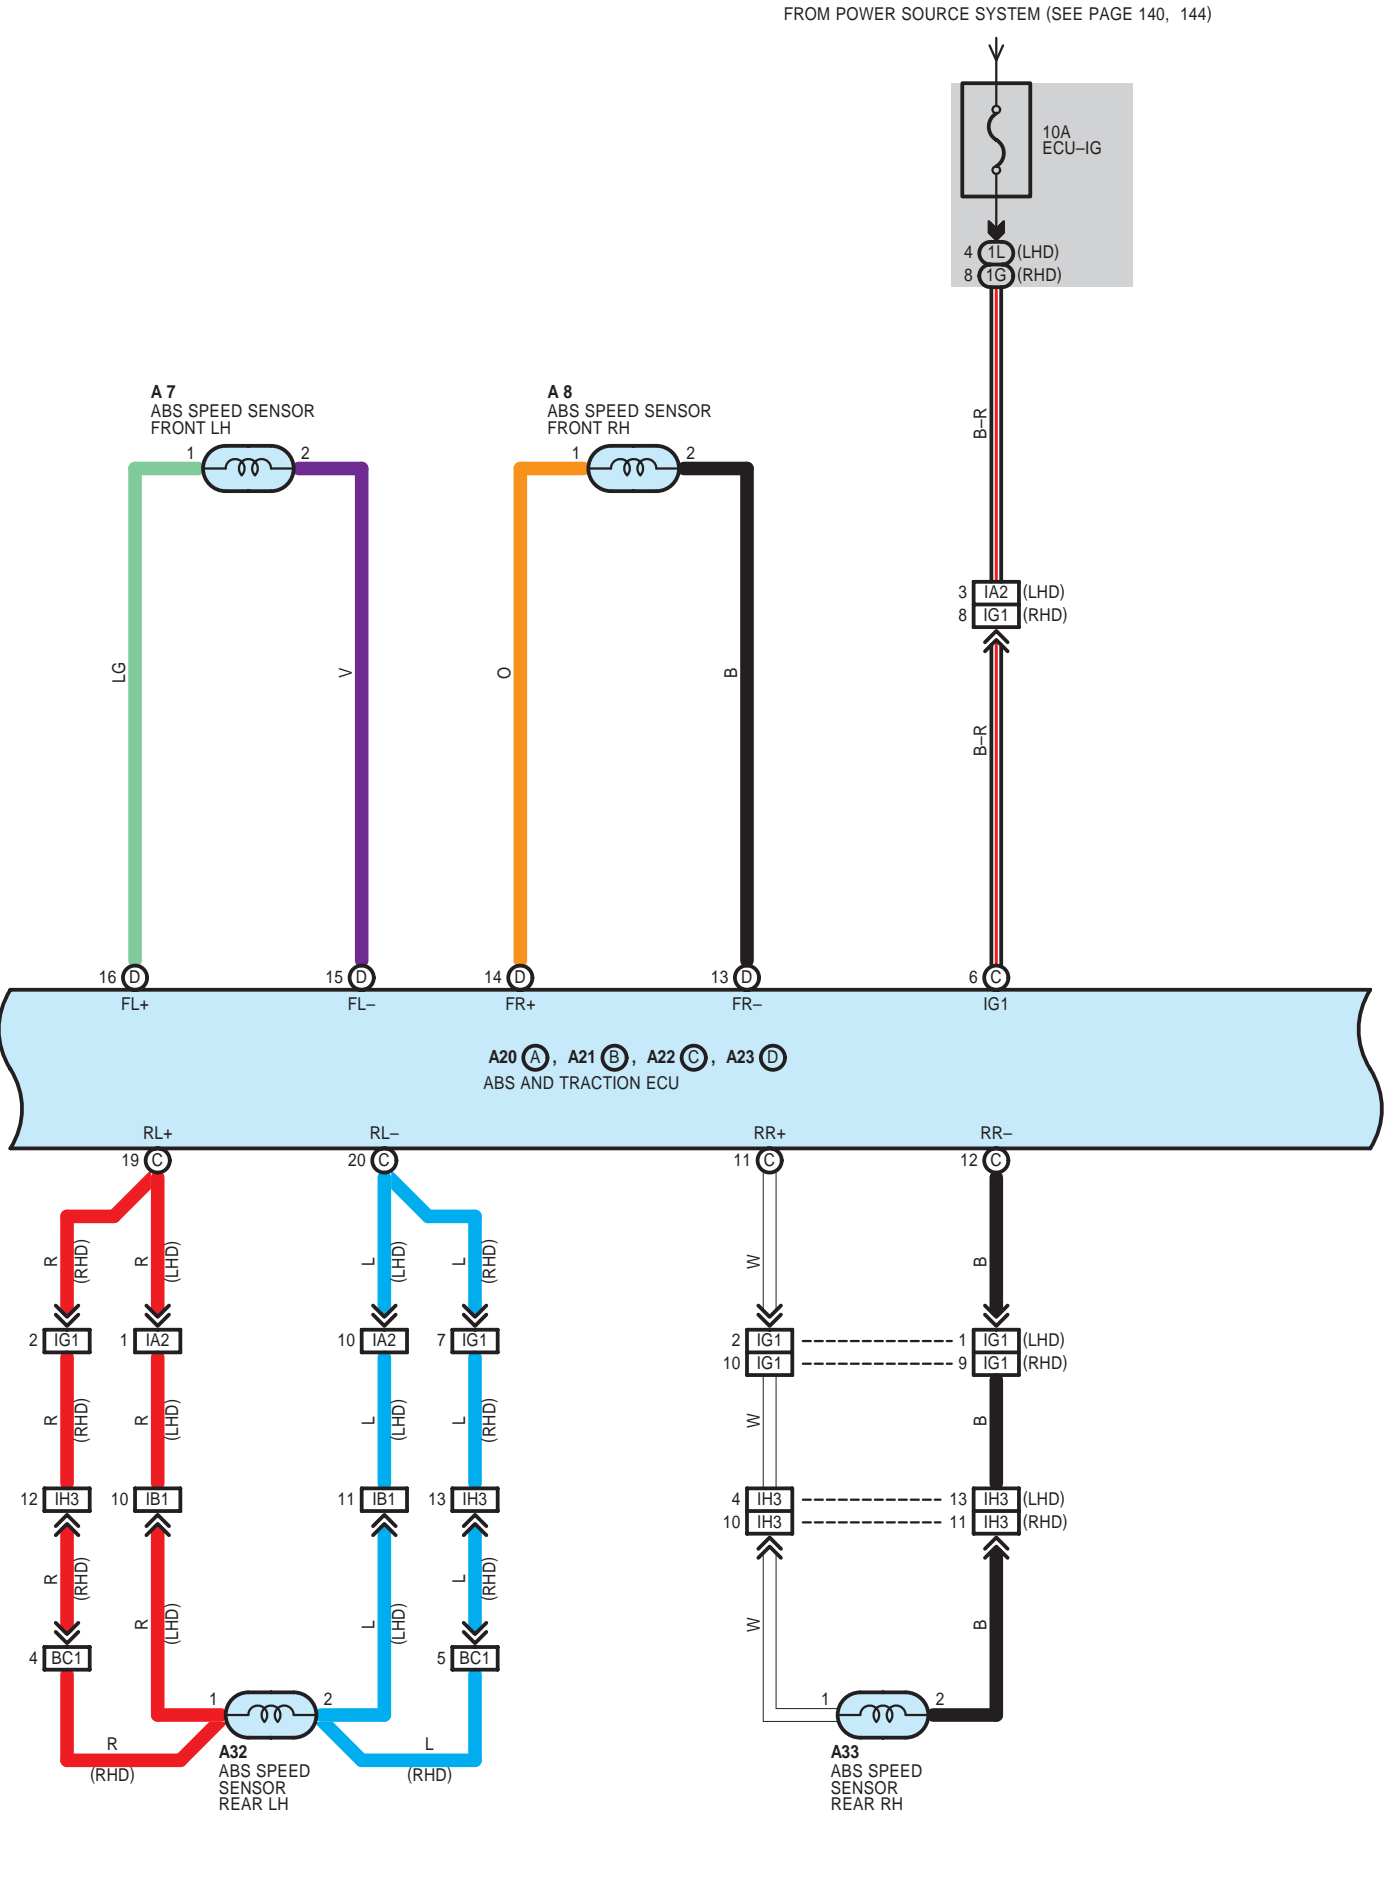 FROM POWER SOURCE SYSTEM (SEE PAGE 140, 144)
10A
ECU–IG
4 1L (LHD)
8 1G (RHD)
B–R
A 7
ABS SPEED SENSOR
FRONT LH
1 2
A 8
ABS SPEED SENSOR
FRONT RH
1 2
3 IA2 (LHD)
8 IG1 (RHD)
LG V O B
B–R
16 D 15 D 14 D 13 D 6 C
FL+ FL– FR+ FR– IG1
A20 A , A21 B , A22 C , A23 D
ABS AND TRACTION ECU
RL+ RL– RR+ RR–
19 C 20 C 11 C 12 C
R (RHD) R (LHD) L (LHD) L (RHD) W B
2 IG1 1 IA2 10 IA2 7 IG1 2 IG1 1 IG1 (LHD)
10 IG1 9 IG1 (RHD)
R (RHD) R (LHD) L (LHD) L (RHD) W B
12 IH3 10 IB1 11 IB1 13 IH3 4 IH3 13 IH3 (LHD)
10 IH3 11 IH3 (RHD)
R (RHD) R (LHD) L (LHD) L (RHD) W B
4 BC1 5 BC1
1 2 1 2
R (RHD) L (RHD)
A32
ABS SPEED
SENSOR
REAR LH
A33
ABS SPEED
SENSOR
REAR RH